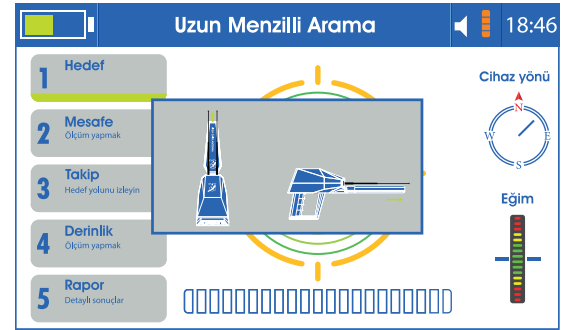 Uzun Menzilli Arama
18:46
1 Hedef
2 Mesafe
Ölçüm yapmak
3 Takip
Hedef yolunu izleyin
4 Derinlik
Ölçüm yapmak
5 Rapor
Detaylı sonuçlar
Cihaz yönü
N
W E
S
Eğim